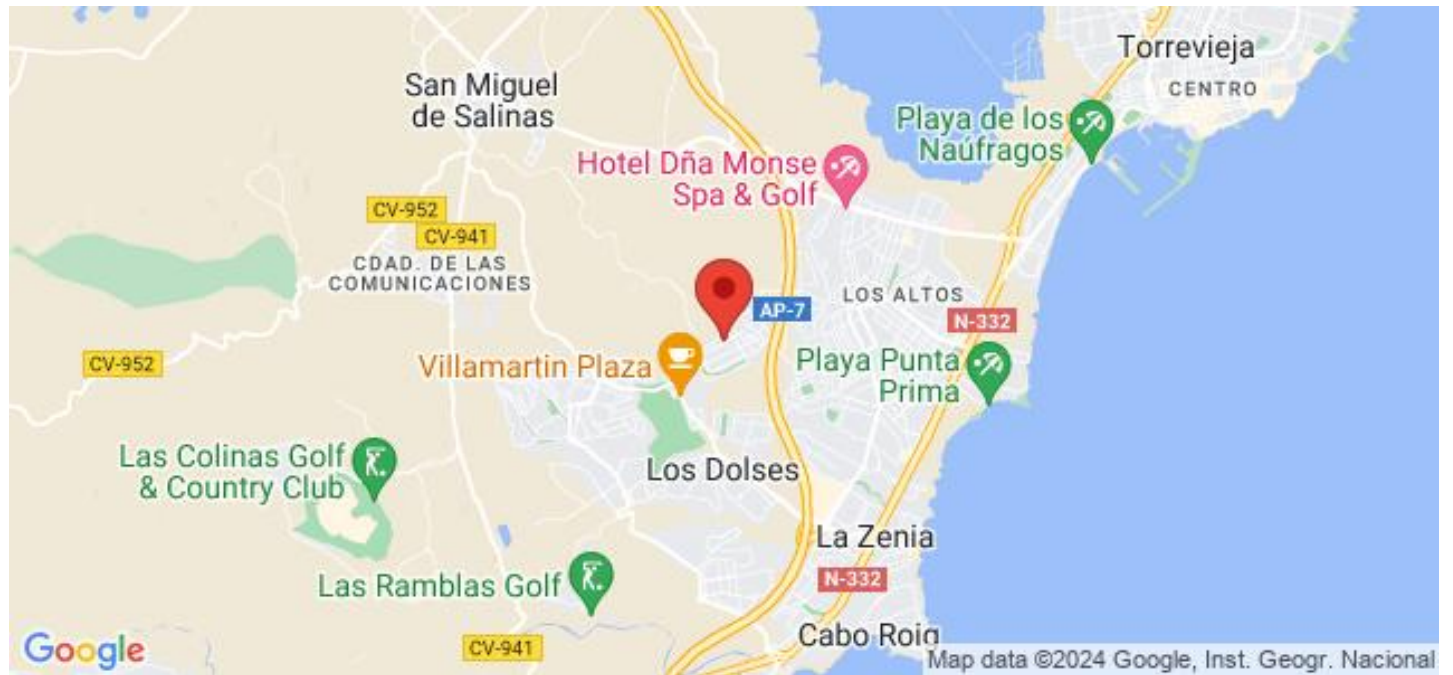 Torrevieja
CENTRO
San Miguel
de Salinas
Playa de los
Naúfragos
Hotel Dña Monse
Spa & Golf
CV-952
CV-941
CDAD. DE LAS
COMUNICACIONES
LOS ALTOS
AP-7
N-332
CV-952
Villamartin Plaza
Playa Punta
Prima
Las Colinas Golf
& Country Club
Los Dolses
La Zenia
N-332
Las Ramblas Golf
Cabo Roig
CV-941
Google
Map data ©2024 Google, Inst. Geogr. Nacional